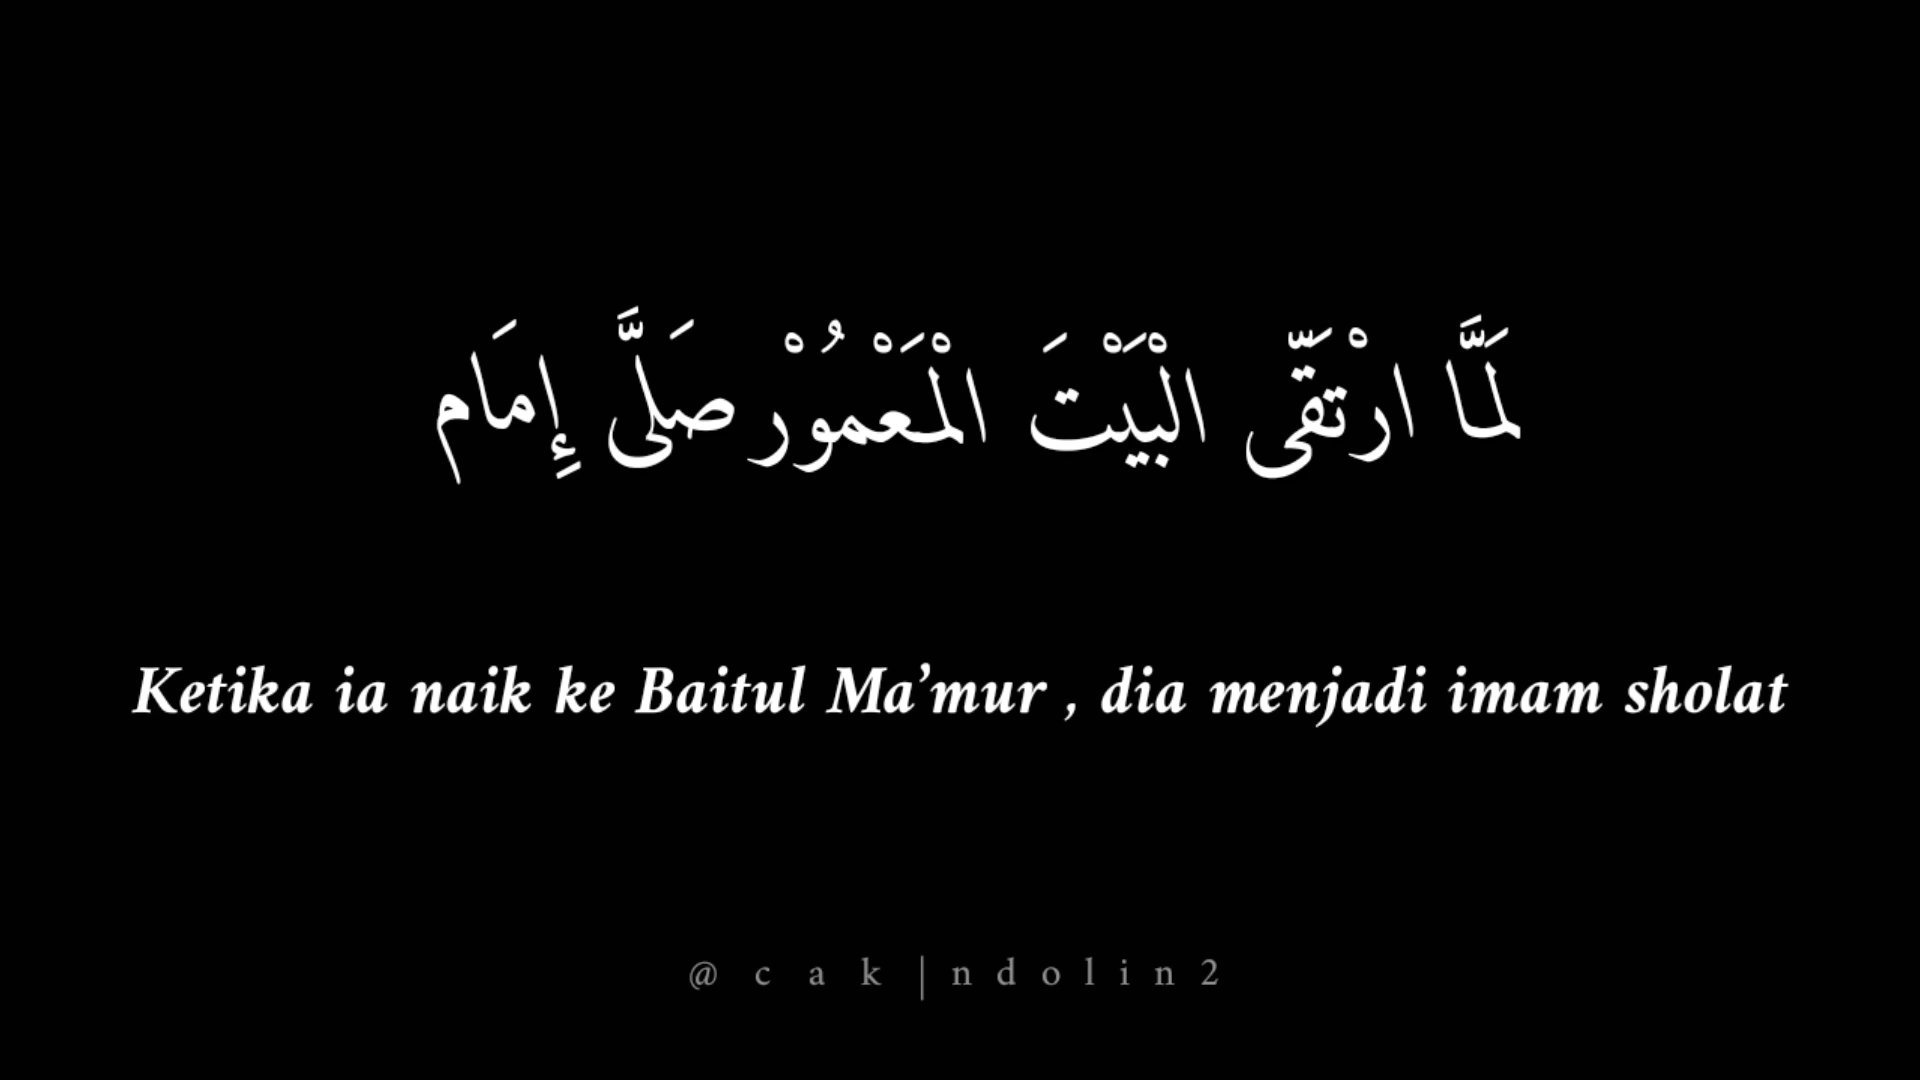 لَمَّا ارْتَقَّى الْبَيْتَ الْمَعْمُوْر صَلَّى إِمَام
Ketika ia naik ke Baitul Ma’mur , dia menjadi imam sholat
@ c a k | n d o l i n 2